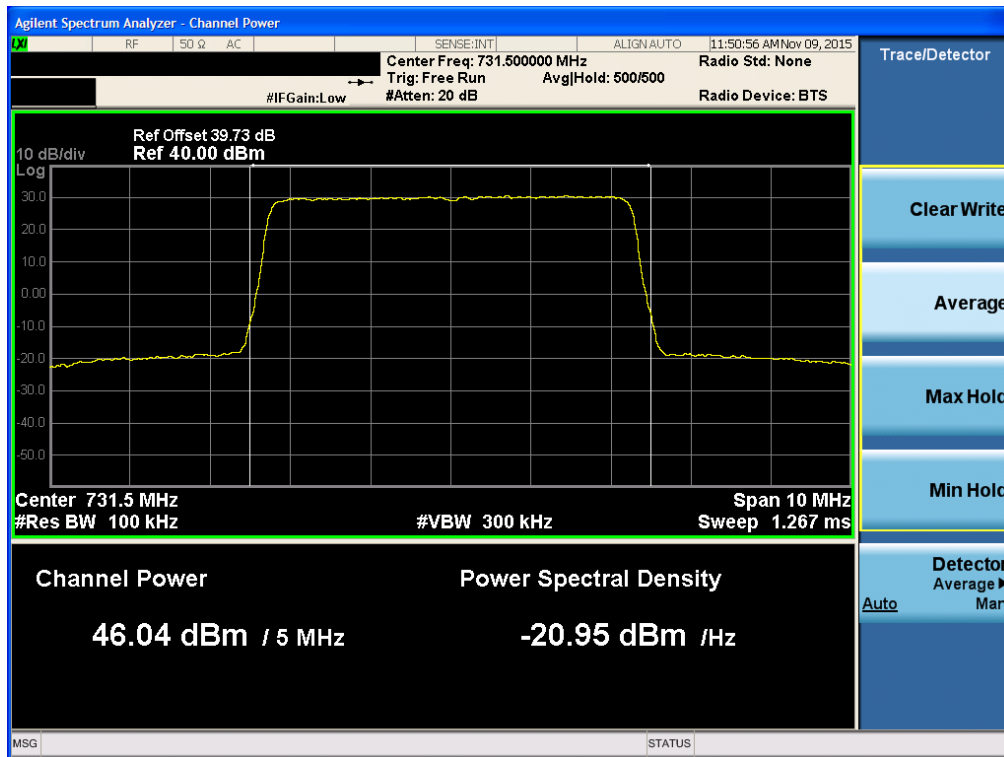 Agilent Spectrum Analyzer - Channel Power
LXI RF 50 Ω AC SENSE:INT ALIGN AUTO 11:50:56 AM Nov 09, 2015
Center Freq: 731.500000 MHz Radio Std: None
Trig: Free Run Avg|Hold: 500/500
#IFGain:Low #Atten: 20 dB Radio Device: BTS
Ref Offset 39.73 dB
10 dB/div Ref 40.00 dBm
Log
30.0
20.0
10.0
0.00
-10.0
-20.0
-30.0
-40.0
-50.0
Center 731.5 MHz Span 10 MHz
#Res BW 100 kHz #VBW 300 kHz Sweep 1.267 ms
Channel Power Power Spectral Density
46.04 dBm / 5 MHz -20.95 dBm /Hz
MSG STATUS
Trace/Detector
Clear Write
Average
Max Hold
Min Hold
Detector
Average
Auto Man